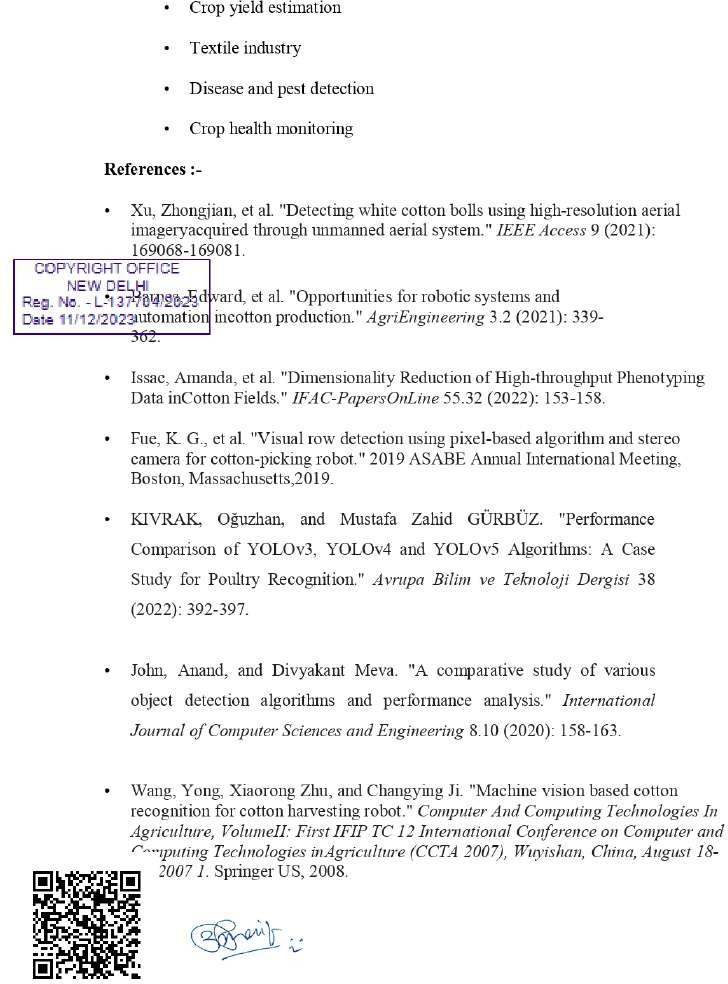 • Crop yield estimation
• Textile industry
• Disease and pest detection
• Crop health monitoring
References :-
• Xu, Zhongjian, et al. "Detecting white cotton bolls using high-resolution aerial
imageryacquired through unmanned aerial system." IEEE Access 9 (2021):
169068-169081.
COPYRIGHT OFFICE
NEW DELHI
Reg. No. - L-137704/2023
Date 11/12/2023
• Barnes, Edward, et al. "Opportunities for robotic systems and
automation incotton production." AgriEngineering 3.2 (2021): 339-
362.
• Issac, Amanda, et al. "Dimensionality Reduction of High-throughput Phenotyping
Data inCotton Fields." IFAC-PapersOnLine 55.32 (2022): 153-158.
• Fue, K. G., et al. "Visual row detection using pixel-based algorithm and stereo
camera for cotton-picking robot." 2019 ASABE Annual International Meeting,
Boston, Massachusetts,2019.
• KIVRAK, Oğuzhan, and Mustafa Zahid GÜRBÜZ. "Performance
Comparison of YOLOv3, YOLOv4 and YOLOv5 Algorithms: A Case
Study for Poultry Recognition." Avrupa Bilim ve Teknoloji Dergisi 38
(2022): 392-397.
• John, Anand, and Divyakant Meva. "A comparative study of various
object detection algorithms and performance analysis." International
Journal of Computer Sciences and Engineering 8.10 (2020): 158-163.
• Wang, Yong, Xiaorong Zhu, and Changying Ji. "Machine vision based cotton
recognition for cotton harvesting robot." Computer And Computing Technologies In
Agriculture, VolumeII: First IFIP TC 12 International Conference on Computer and
Computing Technologies inAgriculture (CCTA 2007), Wuyishan, China, August 18-
2007 1. Springer US, 2008.